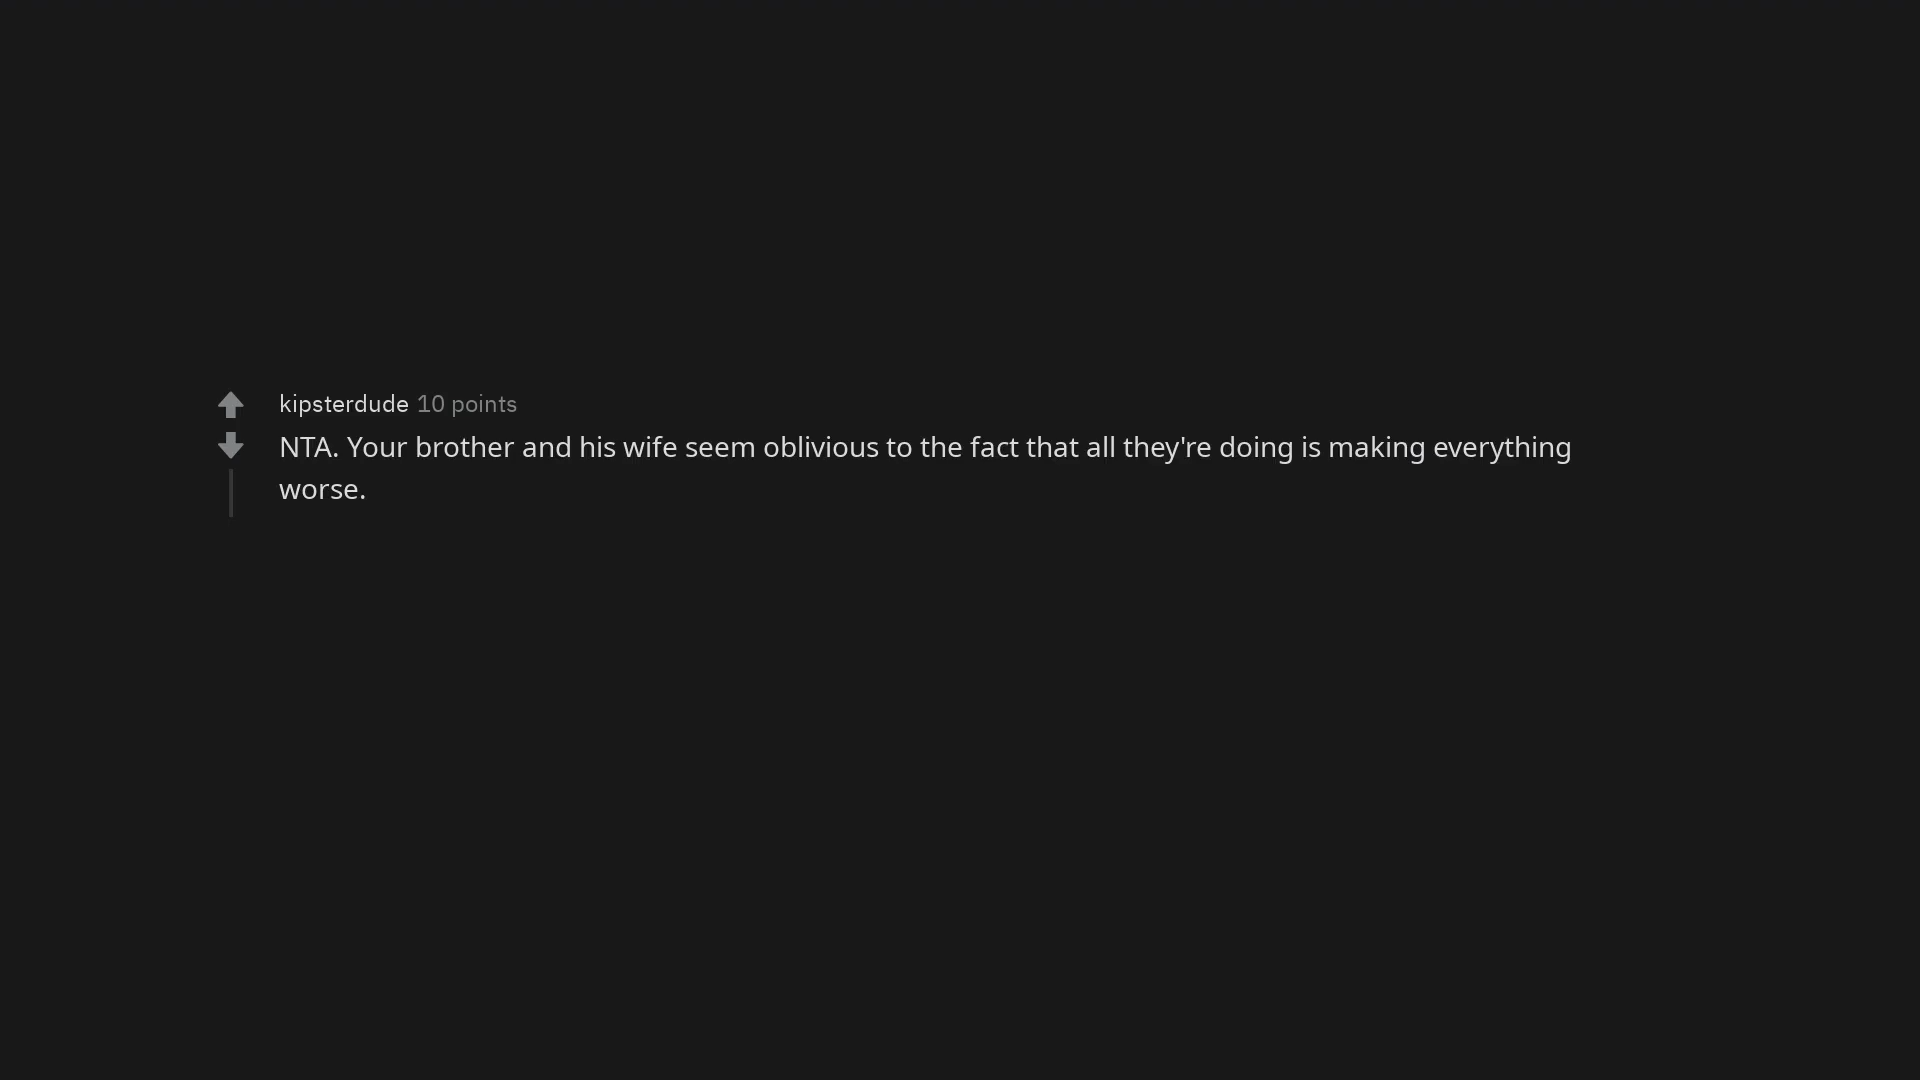 kipsterdude 10 points
NTA. Your brother and his wife seem oblivious to the fact that all they're doing is making everything
worse.